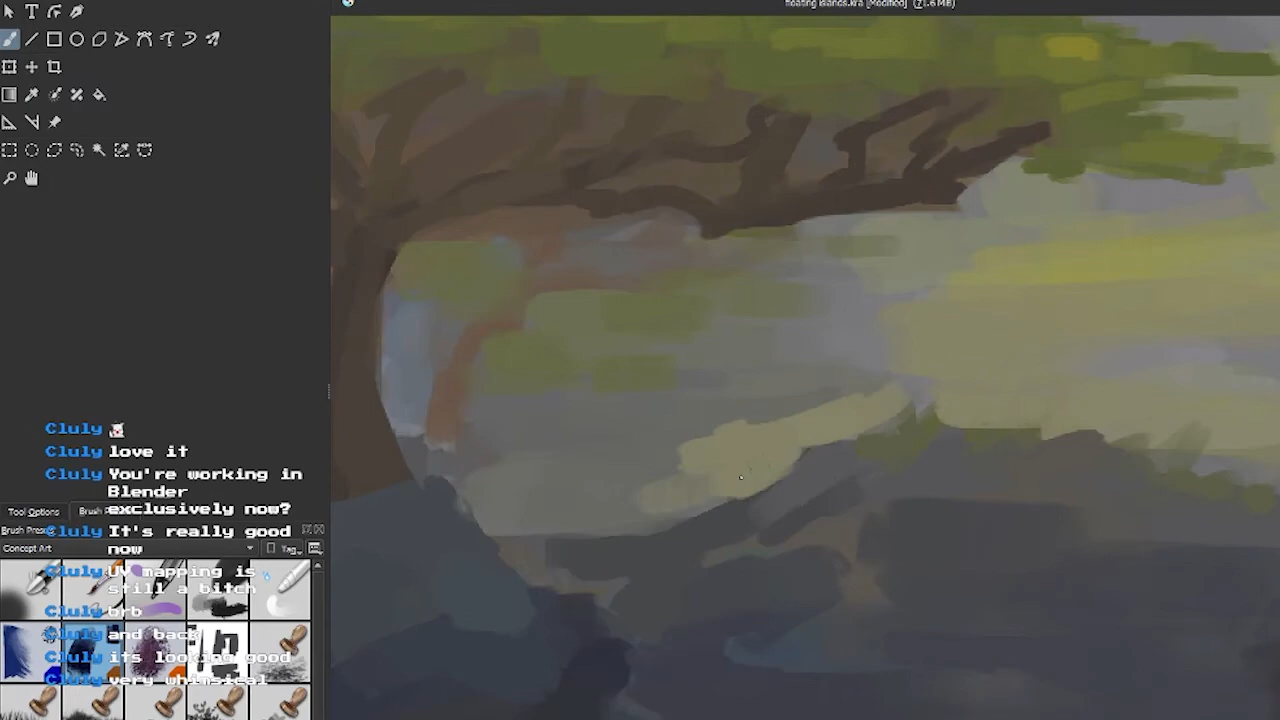 floating islands.kra [Modified] (71.6 MB)
Cluly
Cluly love it
Cluly You're working in
Blender
exclusively now?
Tool Options
Cluly It's really good
now
Concept Art
Tag
Cluly UV mapping is
still a bitch
Cluly brb
Cluly and back
Cluly its looking good
Cluly very whimsical